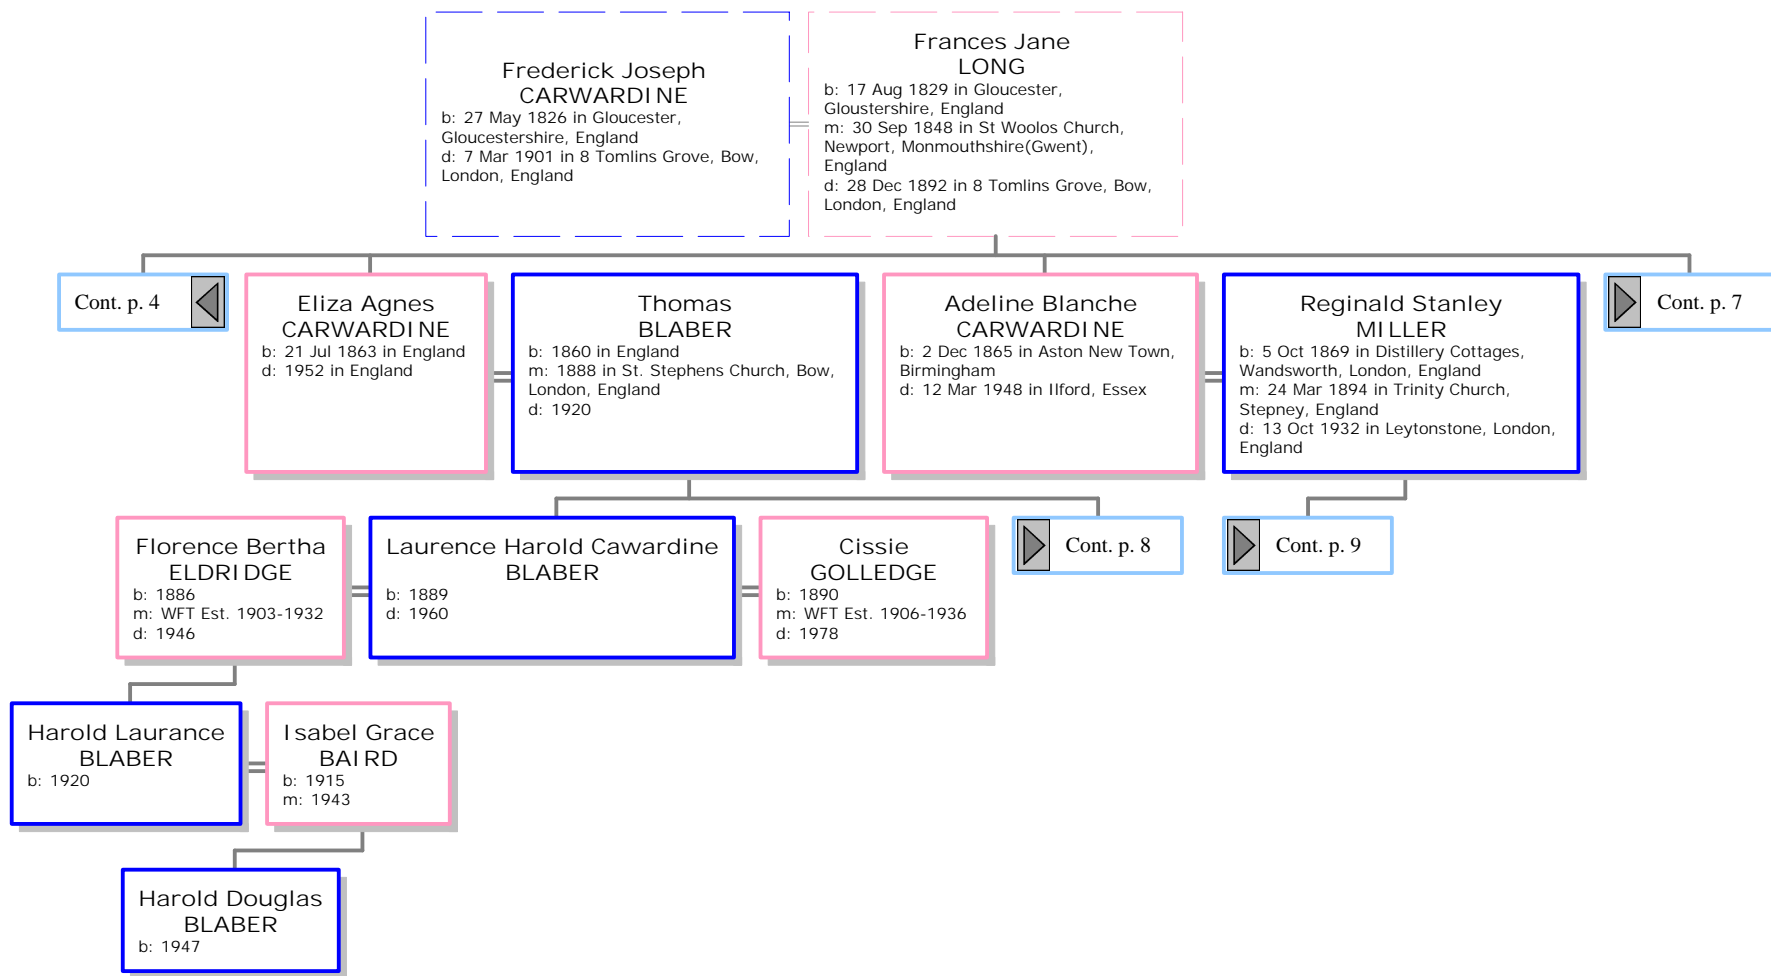 Frederick Joseph
CARWARDINE
b: 27 May 1826 in Gloucester,
Gloucestershire, England
d: 7 Mar 1901 in 8 Tomlins Grove, Bow,
London, England
Frances Jane
LONG
b: 17 Aug 1829 in Gloucester,
Gloustershire, England
m: 30 Sep 1848 in St Woolos Church,
Newport, Monmouthshire(Gwent),
England
d: 28 Dec 1892 in 8 Tomlins Grove, Bow,
London, England
Cont. p. 4
Eliza Agnes
CARWARDINE
b: 21 Jul 1863 in England
d: 1952 in England
Thomas
BLABER
b: 1860 in England
m: 1888 in St. Stephens Church, Bow,
London, England
d: 1920
Adeline Blanche
CARWARDINE
b: 2 Dec 1865 in Aston New Town,
Birmingham
d: 12 Mar 1948 in Ilford, Essex
Reginald Stanley
MILLER
b: 5 Oct 1869 in Distillery Cottages,
Wandsworth, London, England
m: 24 Mar 1894 in Trinity Church,
Stepney, England
d: 13 Oct 1932 in Leytonstone, London,
England
Cont. p. 7
Florence Bertha
ELDRIDGE
b: 1886
m: WFT Est. 1903-1932
d: 1946
Laurence Harold Cawardine
BLABER
b: 1889
d: 1960
Cissie
GOLLEDGE
b: 1890
m: WFT Est. 1906-1936
d: 1978
Cont. p. 8
Cont. p. 9
Harold Laurance
BLABER
b: 1920
Isabel Grace
BAIRD
b: 1915
m: 1943
Harold Douglas
BLABER
b: 1947